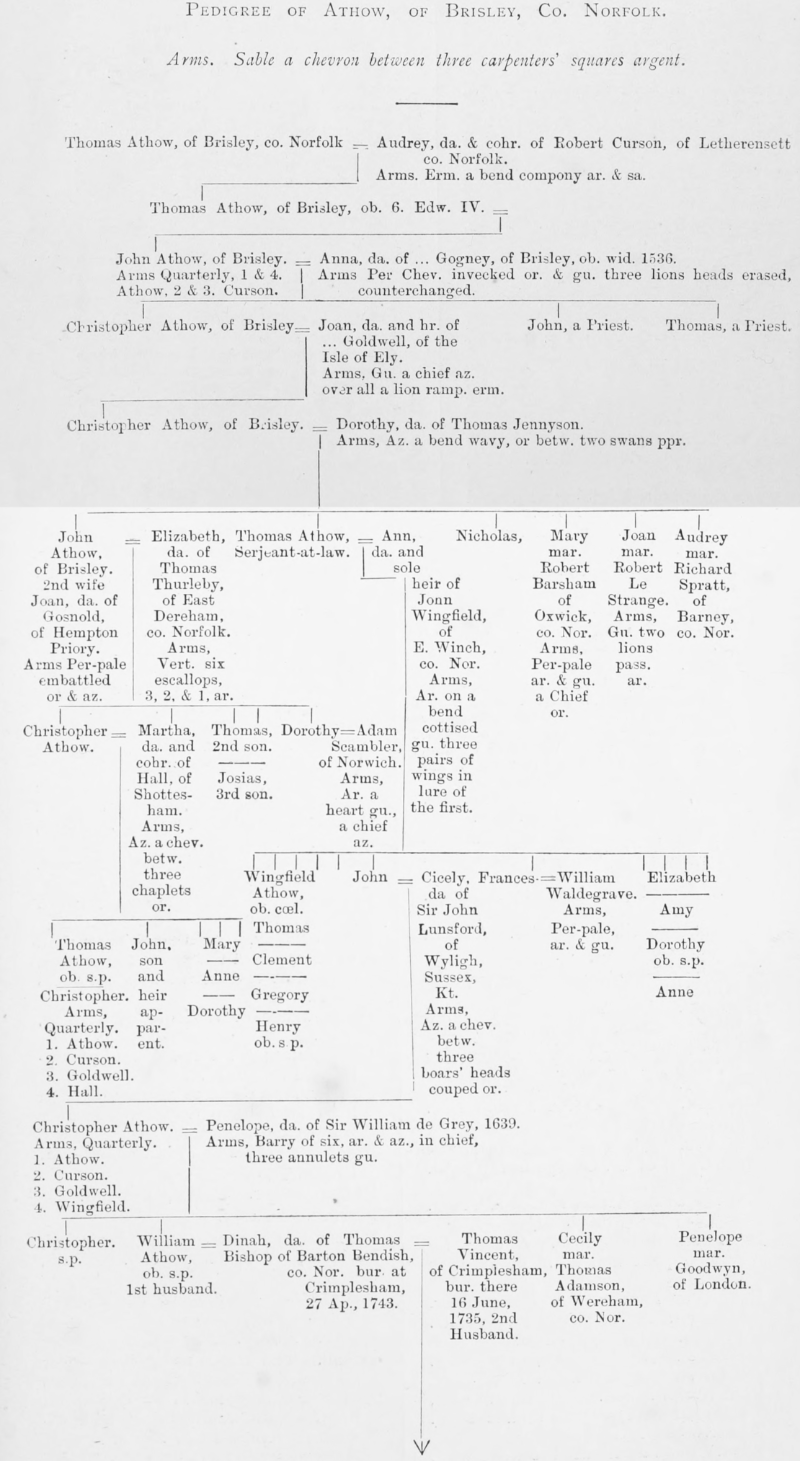 PEDIGREE OF ATHOW, OF BRISLEY, CO. NORFOLK.
Arms. Sable a chevron between three carpenters' squares argent.
Thomas Athow, of Brisley, co. Norfolk = Audrey, da. & cohr. of Robert Curson, of Letherensett
co. Norfolk.
Arms. Erm. a bend compony ar. & sa.
Thomas Athow, of Brisley, ob. 6. Edw. IV. =
John Athow, of Brisley. = Anna, da. of ... Gogney, of Brisley, ob. wid. 1536.
Arms Quarterly, 1 & 4. Arms Per Chev. invecked or. & gu. three lions heads erased,
Athow, 2 & 3. Curson. counterchanged.
Christopher Athow, of Brisley = Joan, da. and hr. of John, a Priest. Thomas, a Priest.
... Goldwell, of the
Isle of Ely.
Arms, Gu. a chief az.
over all a lion ramp. erm.
Christopher Athow, of Brisley. = Dorothy, da. of Thomas Jennyson.
Arms, Az. a bend wavy, or betw. two swans ppr.
John
Athow,
of Brisley.
2nd wife
Joan, da. of
Gosnold,
of Hempton
Priory.
Arms Per-pale
embattled
or & az.
= Elizabeth,
da. of
Thomas
Thurleby,
of East
Dereham,
co. Norfolk.
Arms,
Vert. six
escallops,
3, 2, & 1, ar.
Thomas Athow,
Serjeant-at-law.
= Ann,
da. and
sole
heir of
Jonn
Wingfield,
of
E. Winch,
co. Nor.
Arms,
Ar. on a
bend
cottised
gu. three
pairs of
wings in
lure of
the first.
Nicholas,
Mary
mar.
Robert
Barsham
of
Oxwick,
co. Nor.
Arms,
Per-pale
ar. & gu.
a Chief
or.
Joan
mar.
Robert
Le
Strange.
Arms,
Gu. two
lions
pass.
ar.
Audrey
mar.
Richard
Spratt,
of
Barney,
co. Nor.
Christopher =
Athow.
Martha,
da. and
cohr. of
Hall, of
Shottes-
ham.
Arms,
Az. a chev.
betw.
three
chaplets
or.
Thomas,
2nd son.
Josias,
3rd son.
Dorothy = Adam
Scambler,
of Norwich.
Arms,
Ar. a
heart gu.,
a chief
az.
Wingfield
Athow,
ob. cœl.
Thomas
Clement
Gregory
Henry
ob. s.p.
John =
Cicely,
da of
Sir John
Lunsford,
of
Wyligh,
Sussex,
Kt.
Arms,
Az. a chev.
betw.
three
boars' heads
couped or.
Frances = William
Waldegrave.
Arms,
Per-pale,
ar. & gu.
Elizabeth
Amy
Dorothy
ob. s.p.
Anne
Thomas
Athow,
ob. s.p.
Christopher.
Arms,
Quarterly.
1. Athow.
2. Curson.
3. Goldwell.
4. Hall.
John,
son
and
heir
ap-
par-
ent.
Mary
Anne
Dorothy
Christopher Athow. = Penelope, da. of Sir William de Grey, 1639.
Arms, Quarterly. Arms, Barry of six, ar. & az., in chief,
1. Athow. three annulets gu.
2. Curson.
3. Goldwell.
4. Wingfield.
Christopher.
s.p.
William =
Athow,
ob. s.p.
1st husband.
Dinah, da. of Thomas =
Bishop of Barton Bendish,
co. Nor. bur. at
Crimplesham,
27 Ap., 1743.
Thomas
Vincent,
of Crimplesham,
bur. there
16 June,
1735, 2nd
Husband.
Cecily
mar.
Thomas
Adamson,
of Wereham,
co. Nor.
Penelope
mar.
Goodwyn,
of London.